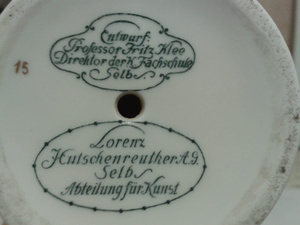 Entwurf:
Professor Fritz Klee
Direktor der K. Fachschule
Selb.
15
Lorenz
Hutschenreuther A.G.
Selb
Abteilung für Kunst